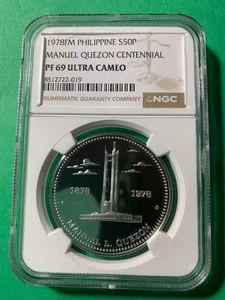 1978FM PHILIPPINE S50P
MANUEL QUEZON CENTENNIAL
PF 69 ULTRA CAMEO
8512722-019
NUMISMATIC GUARANTY COMPANY
NGC
1878 1978
MANUEL L. QUEZON